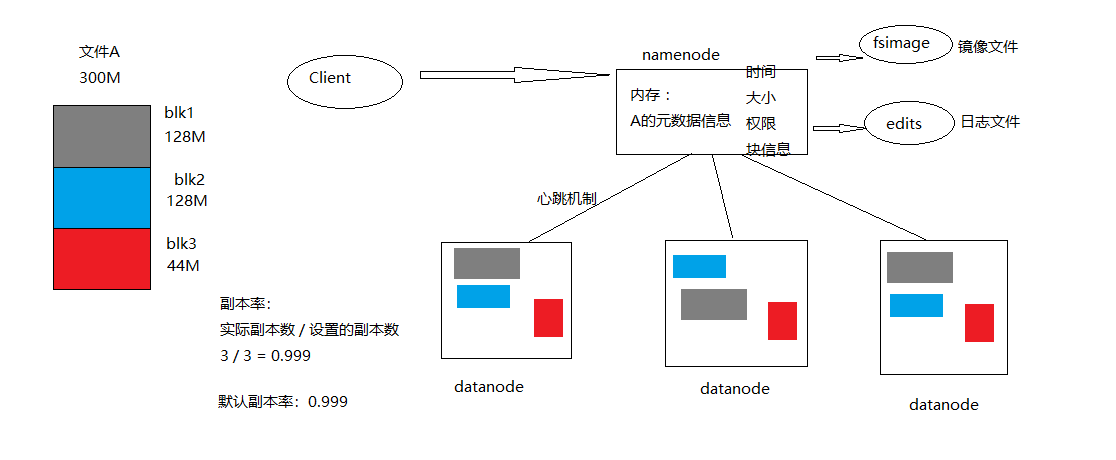 文件A
300M
blk1
128M
blk2
128M
blk3
44M
Client
namenode
内存：
A的元数据信息
时间
大小
权限
块信息
fsimage
镜像文件
edits
日志文件
心跳机制
datanode
datanode
datanode
副本率：
实际副本数 / 设置的副本数
3 / 3 = 0.999
默认副本率：0.999